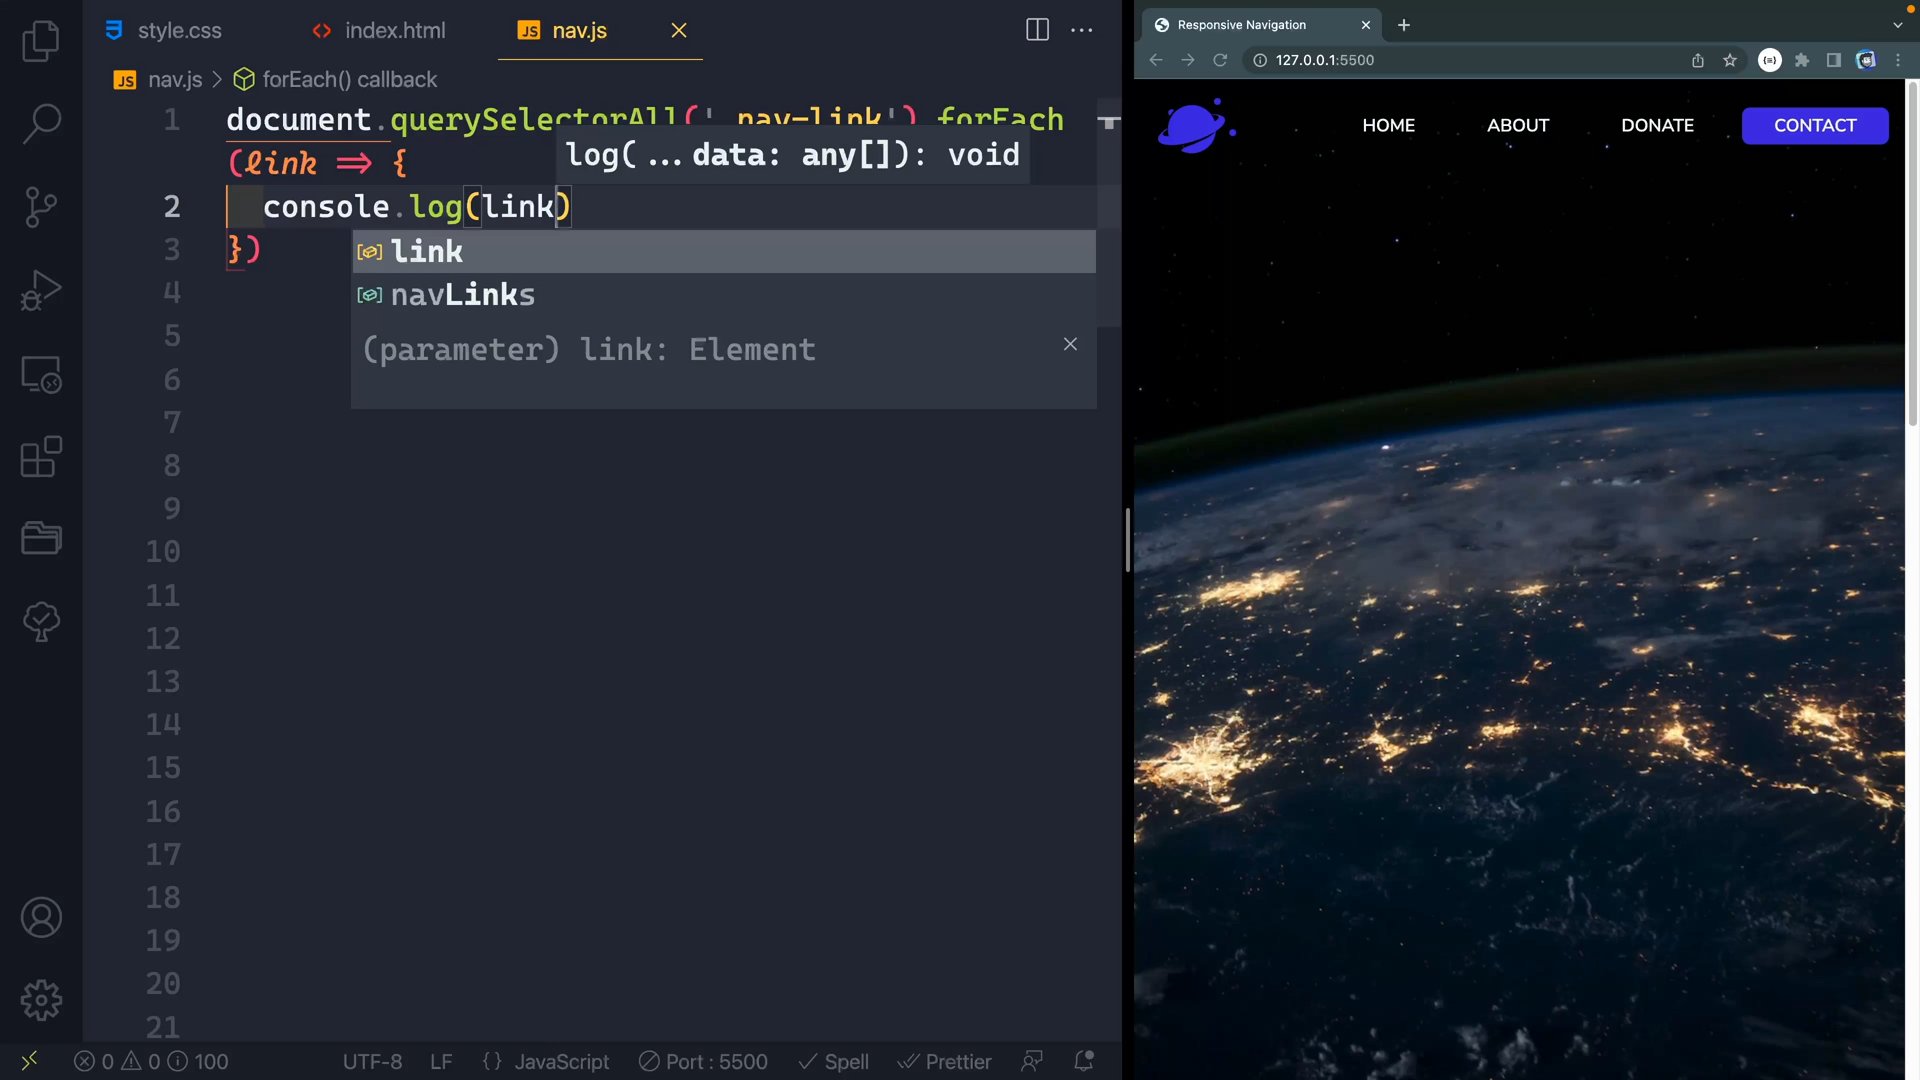 style.css
index.html
nav.js
Responsive Navigation
127.0.0.1:5500
nav.js > forEach() callback
1 document.querySelectorAll('.nav-link').forEach
(link => {
log(...data: any[]): void
2 console.log(link)
3 })
link
navLinks
(parameter) link: Element
4
5
6
7
8
9
10
11
12
13
14
15
16
17
18
19
20
21
0 0 100
UTF-8
LF
{} JavaScript
Port : 5500
Spell
Prettier
HOME
ABOUT
DONATE
CONTACT